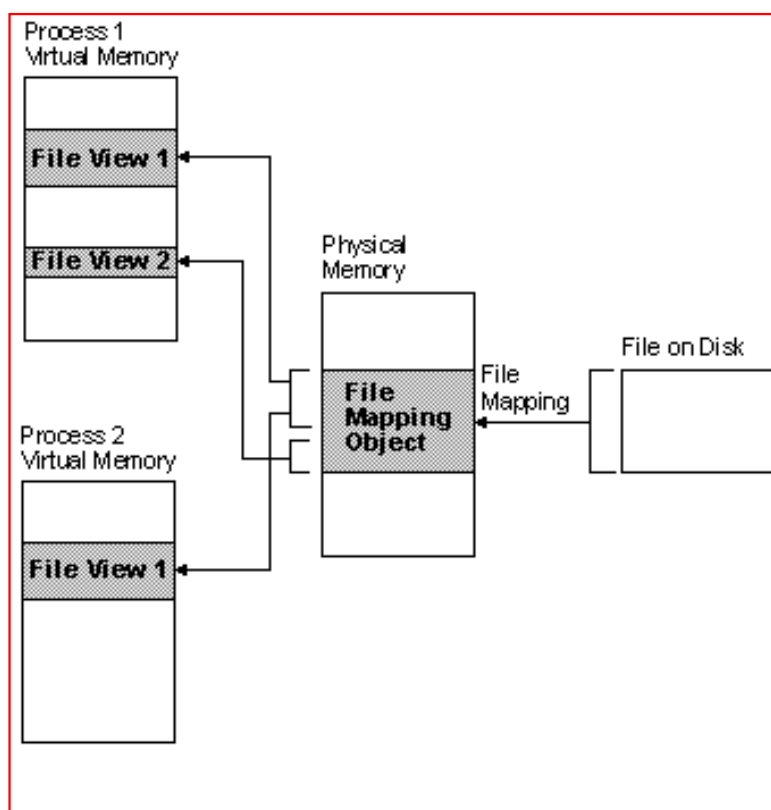 Process 1
Virtual Memory
File View 1
File View 2
Physical
Memory
File
Mapping
Object
File
Mapping
File on Disk
Process 2
Virtual Memory
File View 1